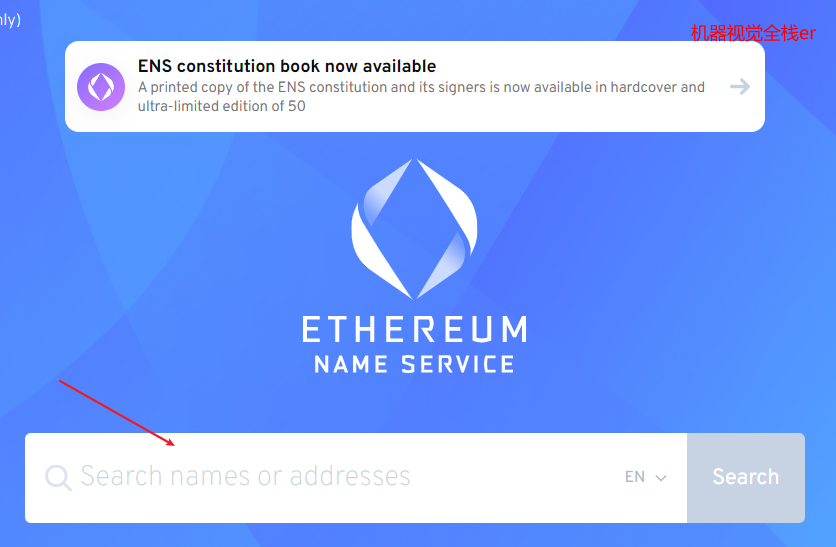 nly)
机器视觉全栈er
ENS constitution book now available
A printed copy of the ENS constitution and its signers is now available in hardcover and
ultra-limited edition of 50
ETHEREUM
NAME SERVICE
Search names or addresses
EN
Search